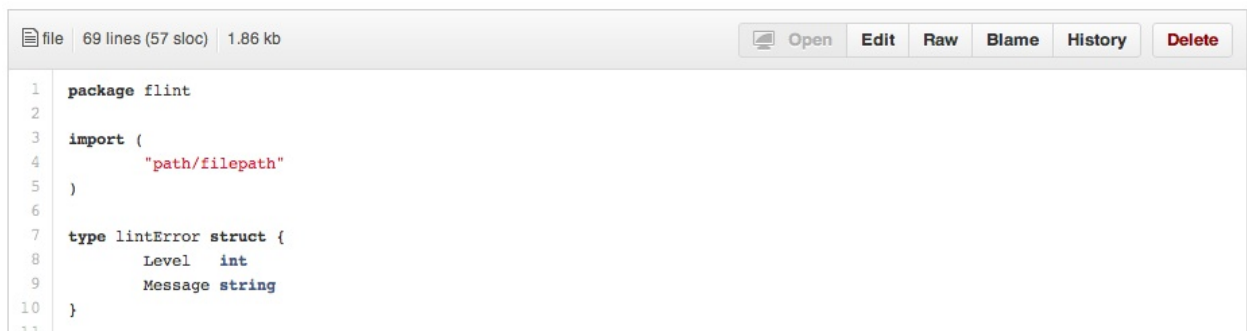 file 69 lines (57 sloc) 1.86 kb Open Edit Raw Blame History Delete
1 package flint
2
3 import (
4 "path/filepath"
5 )
6
7 type lintError struct {
8 Level int
9 Message string
10 }
11